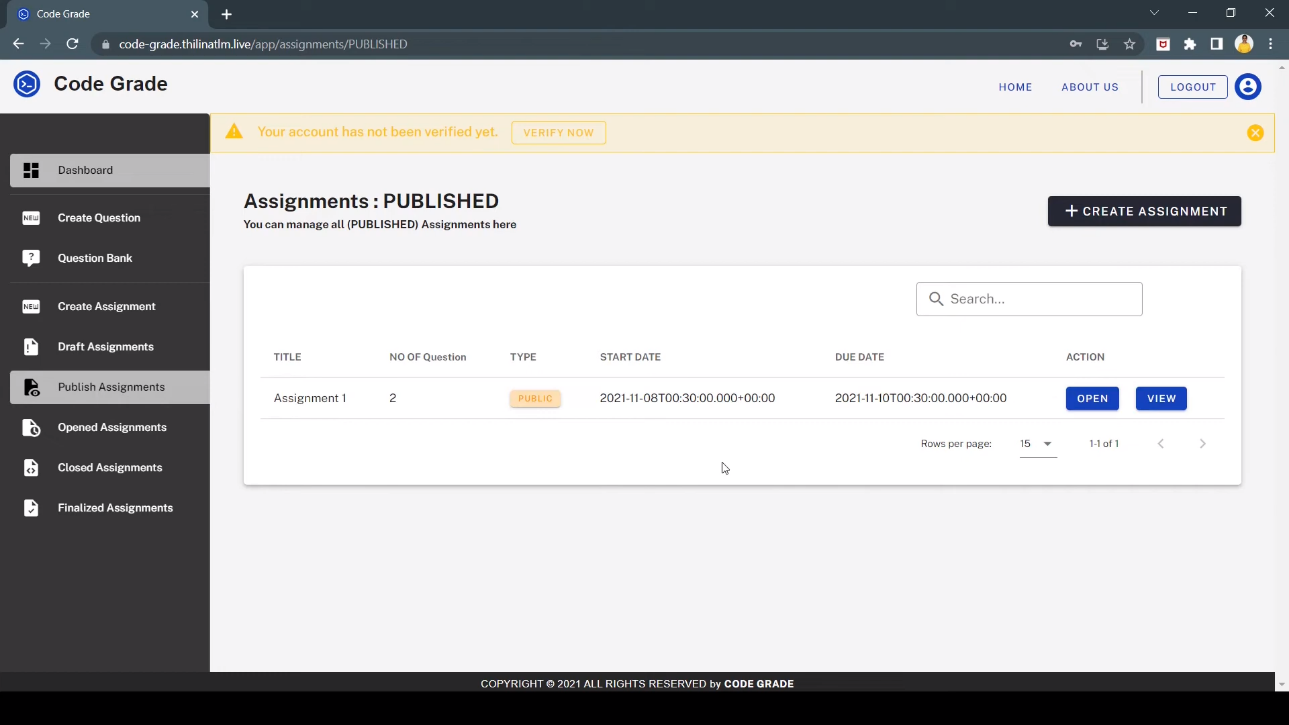 Code Grade
code-grade.thilinatlm.live/app/assignments/PUBLISHED
Code Grade
HOME ABOUT US LOGOUT
Your account has not been verified yet. VERIFY NOW
Dashboard
Create Question
Question Bank
Create Assignment
Draft Assignments
Publish Assignments
Opened Assignments
Closed Assignments
Finalized Assignments
Assignments : PUBLISHED
You can manage all (PUBLISHED) Assignments here
+ CREATE ASSIGNMENT
Search...
TITLE NO OF Question TYPE START DATE DUE DATE ACTION
Assignment 1 2 PUBLIC 2021-11-08T00:30:00.000+00:00 2021-11-10T00:30:00.000+00:00 OPEN VIEW
Rows per page: 15 1-1 of 1
COPYRIGHT © 2021 ALL RIGHTS RESERVED by CODE GRADE